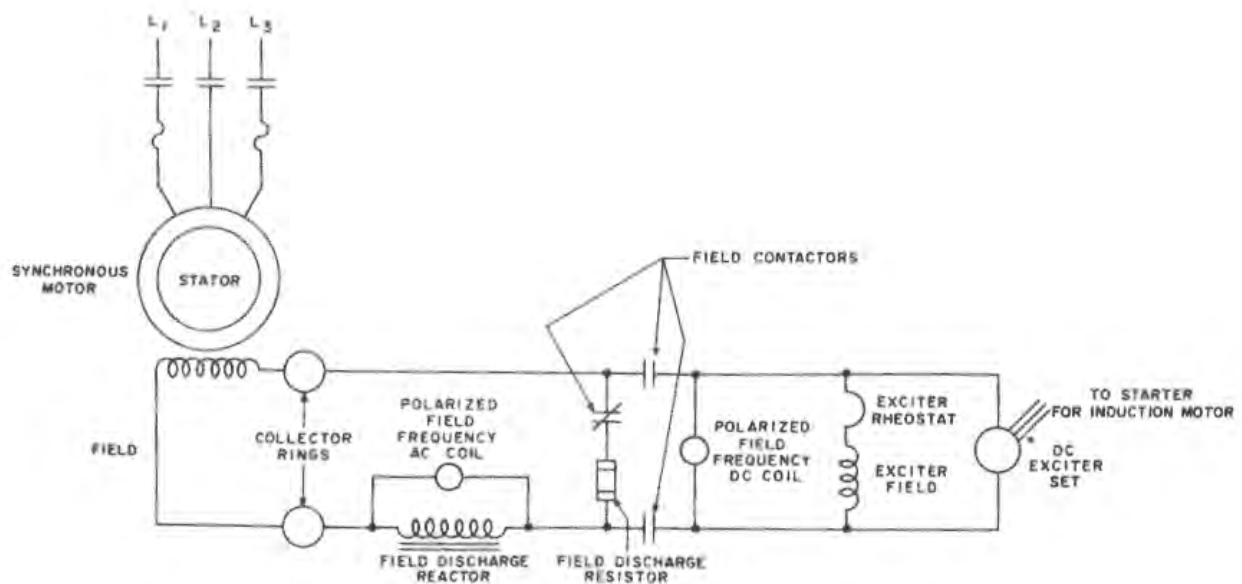 L1 L2 L3
SYNCHRONOUS
MOTOR
STATOR
FIELD CONTACTORS
FIELD
COLLECTOR
RINGS
POLARIZED
FIELD
FREQUENCY
AC COIL
FIELD DISCHARGE
REACTOR
FIELD DISCHARGE
RESISTOR
POLARIZED
FIELD
FREQUENCY
DC COIL
EXCITER
RHEOSTAT
EXCITER
FIELD
TO STARTER
FOR INDUCTION MOTOR
*
DC
EXCITER
SET